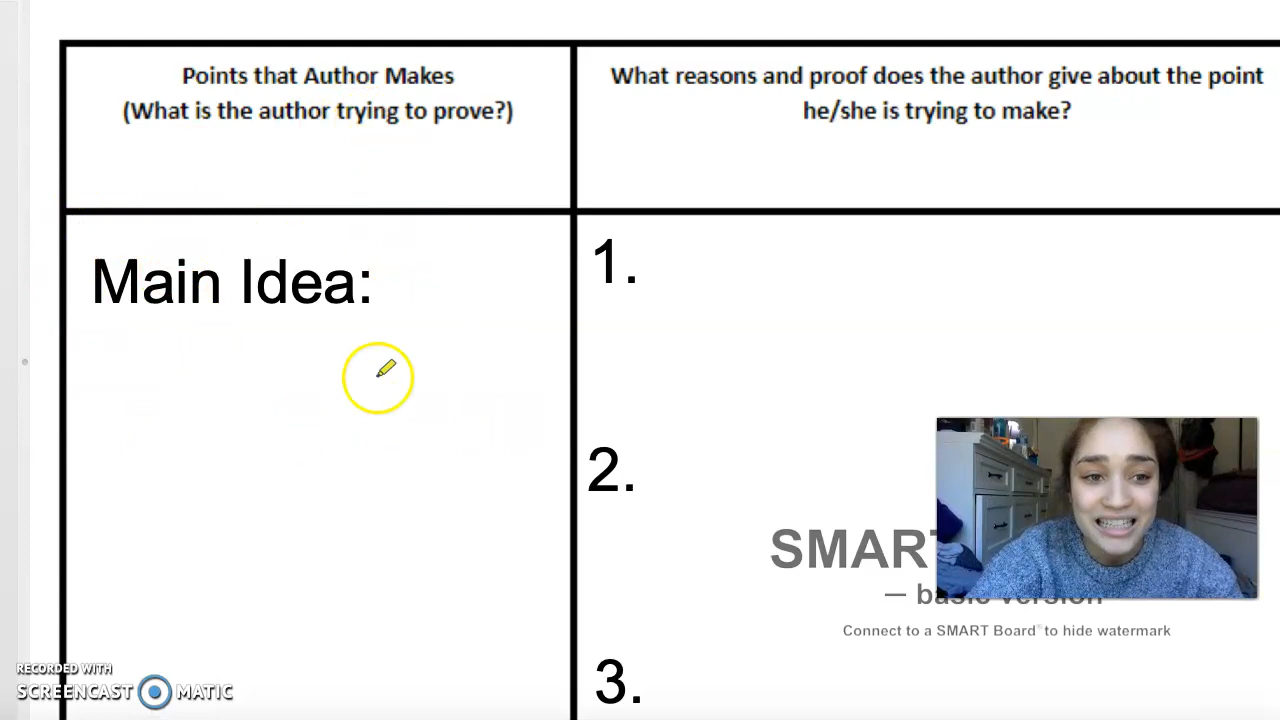 Points that Author Makes
(What is the author trying to prove?)
What reasons and proof does the author give about the point
he/she is trying to make?
Main Idea:
1.
2.
3.
SMART
— basic version
Connect to a SMART Board® to hide watermark
RECORDED WITH
SCREENCAST MATIC